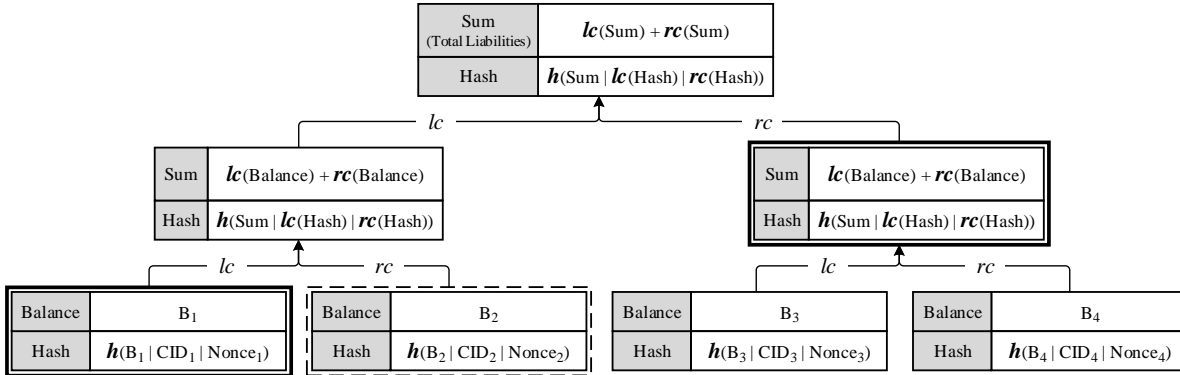 Sum
(Total Liabilities)
lc(Sum) + rc(Sum)
Hash
h(Sum | lc(Hash) | rc(Hash))
lc
rc
Sum
lc(Balance) + rc(Balance)
Hash
h(Sum | lc(Hash) | rc(Hash))
Sum
lc(Balance) + rc(Balance)
Hash
h(Sum | lc(Hash) | rc(Hash))
lc
rc
lc
rc
Balance
B₁
Hash
h(B₁ | CID₁ | Nonce₁)
Balance
B₂
Hash
h(B₂ | CID₂ | Nonce₂)
Balance
B₃
Hash
h(B₃ | CID₃ | Nonce₃)
Balance
B₄
Hash
h(B₄ | CID₄ | Nonce₄)